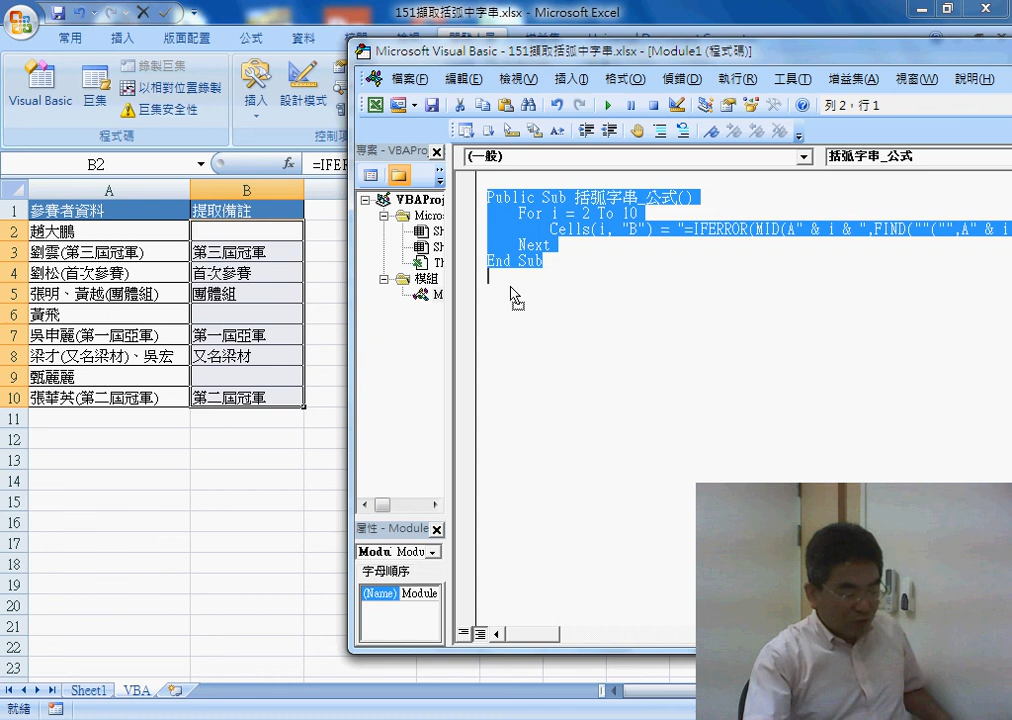 151擷取括弧中字串.xlsx - Microsoft Excel
常用 插入 版面配置 公式 資料
Visual Basic 巨集 錄製巨集 以相對位置錄製 巨集安全性
插入 設計模式
程式碼 控制項
B2 fx =IFER
A B
1 參賽者資料 提取備註
2 趙大鵬
3 劉雲(第三屆冠軍) 第三屆冠軍
4 劉松(首次參賽) 首次參賽
5 張明、黃越(團體組) 團體組
6 黃飛
7 吳申麗(第一屆亞軍) 第一屆亞軍
8 梁才(又名梁材)、吳宏 又名梁材
9 甄麗麗
10 張華英(第二屆冠軍) 第二屆冠軍
11
12
13
14
15
16
17
18
19
20
21
22
23
Sheet1 VBA
就緒
Microsoft Visual Basic - 151擷取括弧中字串.xlsx - [Module1 (程式碼)]
檔案(F) 編輯(E) 檢視(V) 插入(I) 格式(O) 偵錯(D) 執行(R) 工具(T) 增益集(A) 視窗(W) 說明(H)
列 2，行 1
專案 - VBAPro
VBAProj
Micro
Sh
Sh
Th
模組
M
屬性 - Module
Modu Modu
字母順序
(Name) Module
(一般) 括弧字串_公式
Public Sub 括弧字串_公式()
For i = 2 To 10
Cells(i, "B") = "=IFERROR(MID(A" & i & ",FIND(""("",A" & i
Next
End Sub